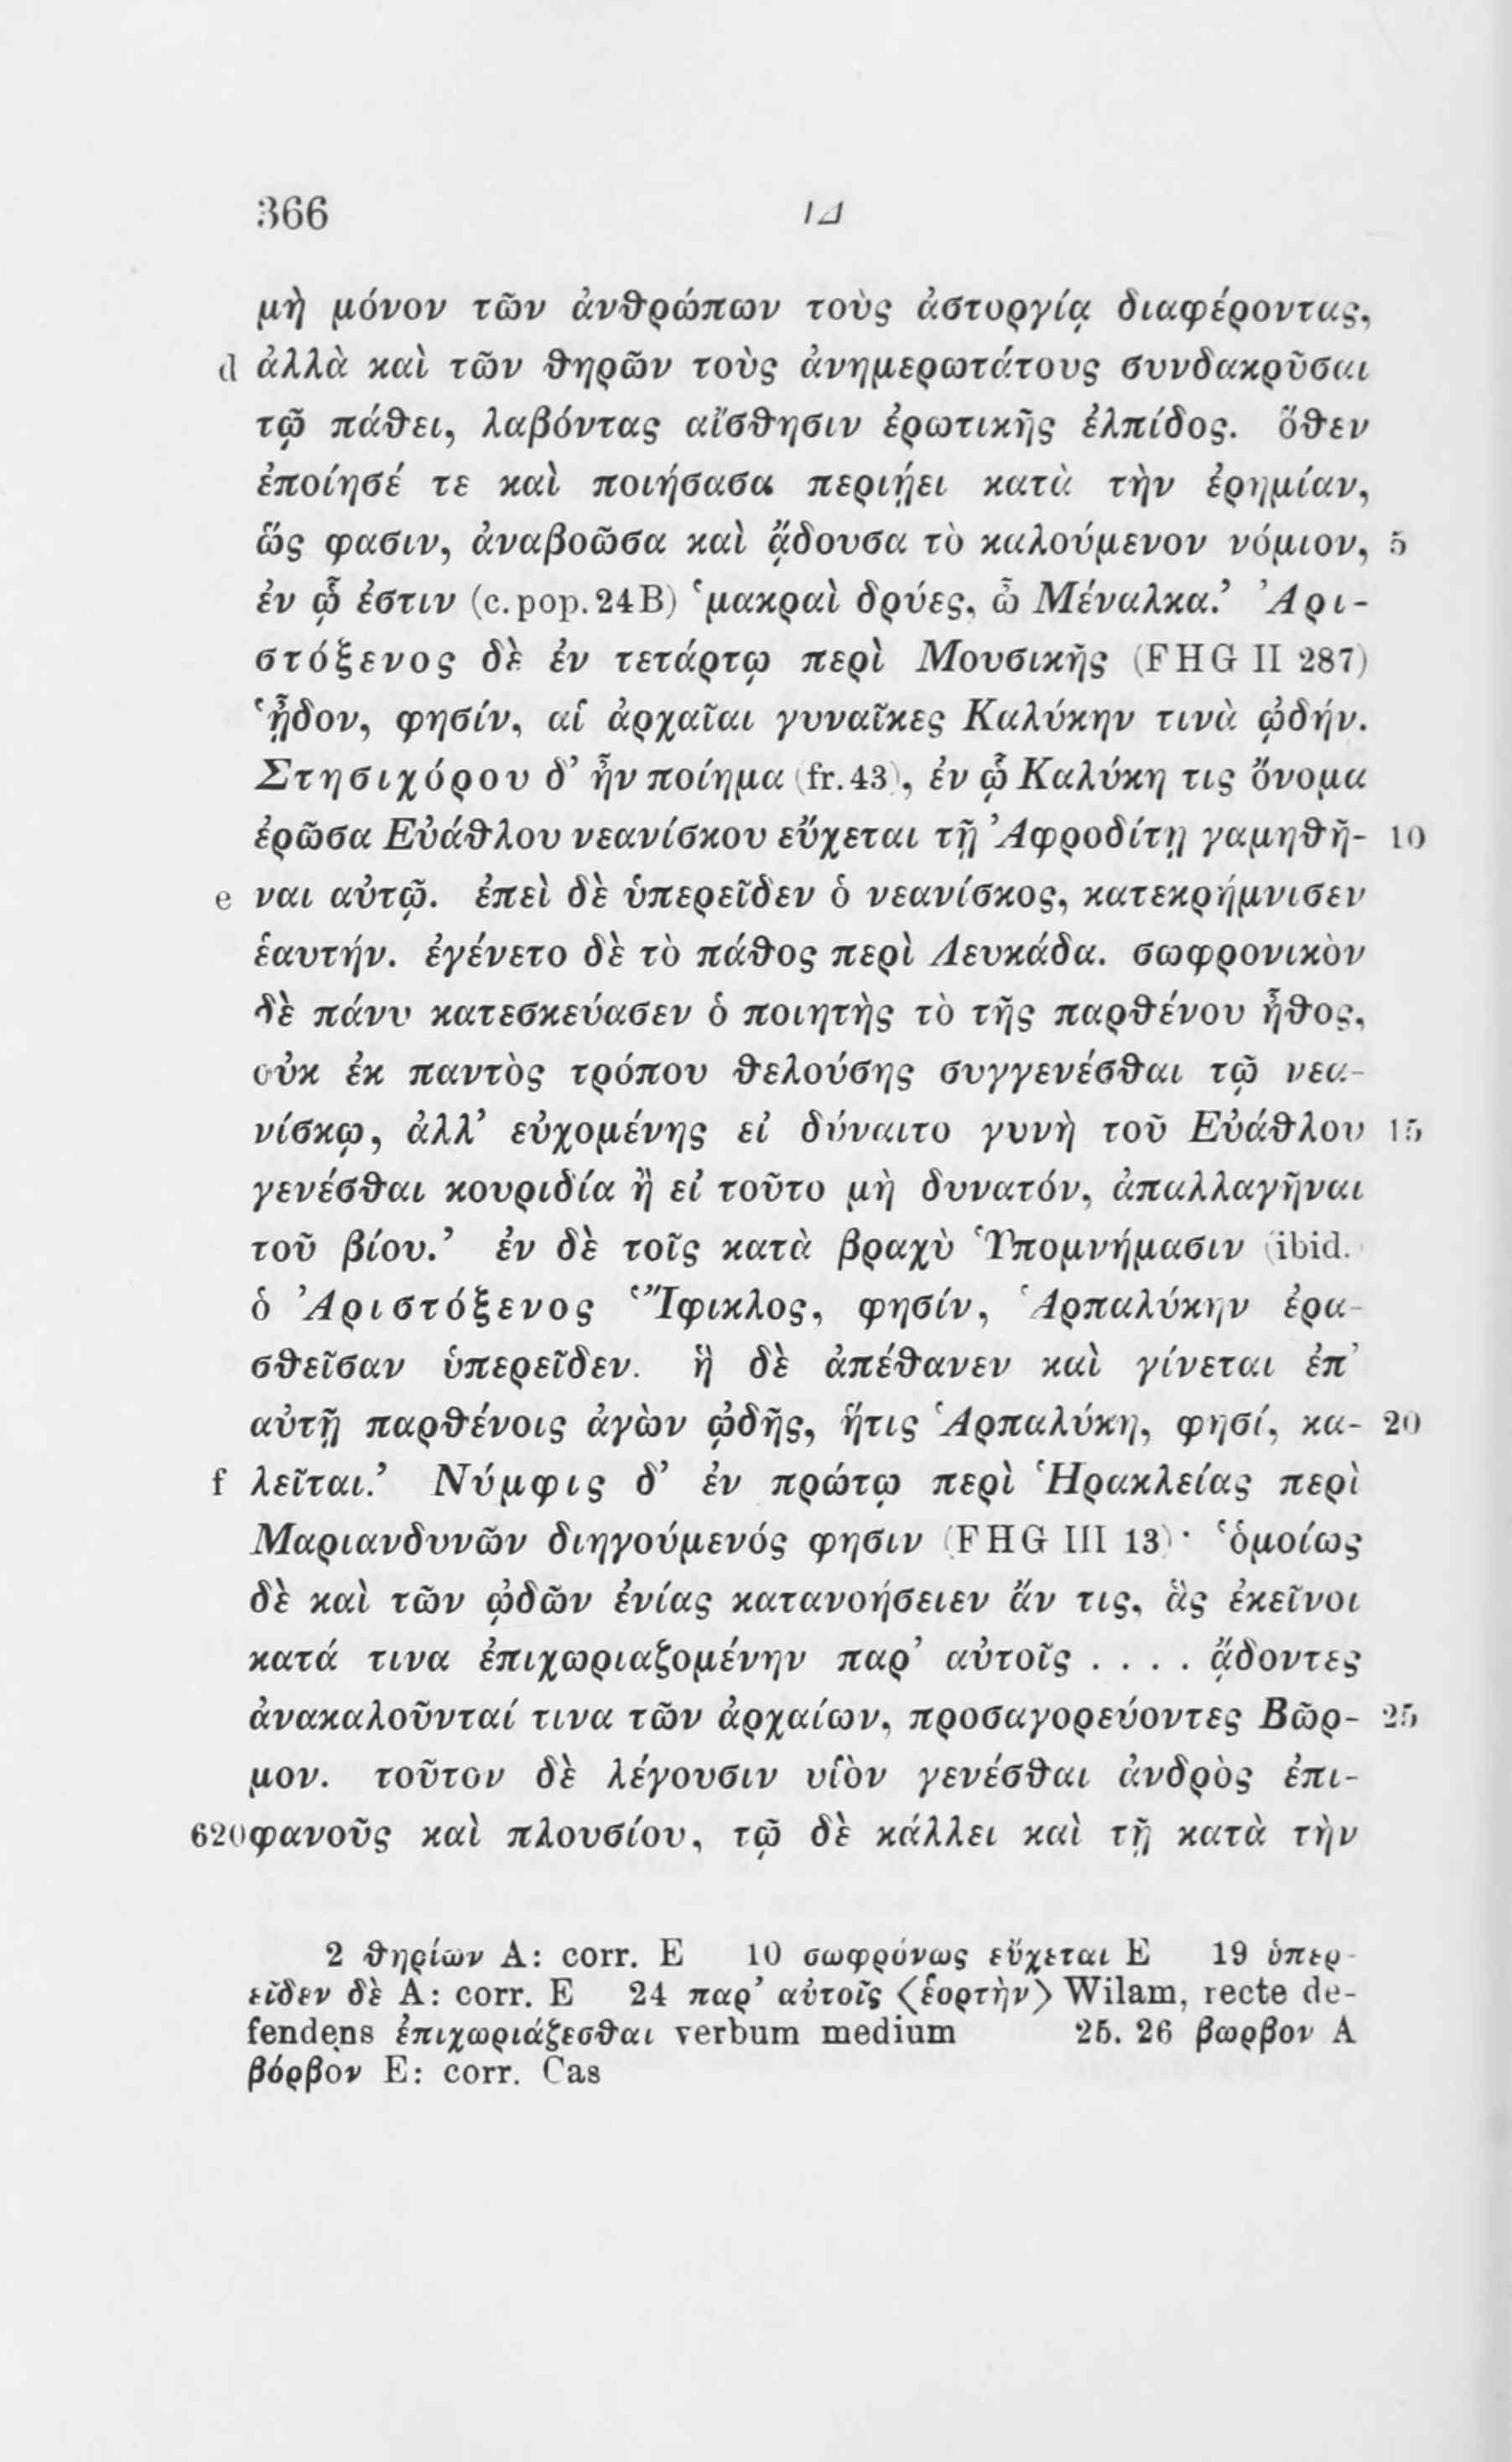 366 ΙΔ
μὴ μόνον τῶν ἀνθρώπων τοὺς ἀστοργίᾳ διαφέροντας,
d ἀλλὰ καὶ τῶν θηρῶν τοὺς ἀνημερωτάτους συνδακρῦσαι
τῷ πάθει, λαβόντας αἴσθησιν ἐρωτικῆς ἐλπίδος. ὅθεν
ἐποίησέ τε καὶ ποιήσασα περιῄει κατὰ τὴν ἐρημίαν,
ὥς φασιν, ἀναβοῶσα καὶ ᾄδουσα τὸ καλούμενον νόμιον, 5
ἐν ᾧ ἐστιν (c. pop. 24 B) ‘μακραὶ δρύες, ὦ Μέναλκα.’ Ἀρι-
στόξενος δὲ ἐν τετάρτῳ περὶ Μουσικῆς (FHG II 287)
‘ᾖδον, φησίν, αἱ ἀρχαῖαι γυναῖκες Καλύκην τινὰ ᾠδήν.
Στησιχόρου δ’ ἦν ποίημα (fr. 43), ἐν ᾧ Καλύκη τις ὄνομα
ἐρῶσα Εὐάθλου νεανίσκου εὔχεται τῇ Ἀφροδίτῃ γαμηθῆ- 10
e ναι αὐτῷ. ἐπεὶ δὲ ὑπερεῖδεν ὁ νεανίσκος, κατεκρήμνισεν
ἑαυτήν. ἐγένετο δὲ τὸ πάθος περὶ Λευκάδα. σωφρονικὸν
δὲ πάνυ κατεσκεύασεν ὁ ποιητὴς τὸ τῆς παρθένου ἦθος,
οὐκ ἐκ παντὸς τρόπου θελούσης συγγενέσθαι τῷ νεα-
νίσκῳ, ἀλλ’ εὐχομένης εἰ δύναιτο γυνὴ τοῦ Εὐάθλου 15
γενέσθαι κουριδία ἢ εἰ τοῦτο μὴ δυνατόν, ἀπαλλαγῆναι
τοῦ βίου.’ ἐν δὲ τοῖς κατὰ βραχὺ Ὑπομνήμασιν (ibid.)
ὁ Ἀριστόξενος ‘Ἴφικλος, φησίν, Ἁρπαλύκην ἐρα-
σθεῖσαν ὑπερεῖδεν. ἣ δὲ ἀπέθανεν καὶ γίνεται ἐπ’
αὐτῇ παρθένοις ἀγὼν ᾠδῆς, ἥτις Ἁρπαλύκη, φησί, κα- 20
f λεῖται.’ Νύμφις δ’ ἐν πρώτῳ περὶ Ἡρακλείας περὶ
Μαριανδυνῶν διηγούμενός φησιν (FHG III 13)· ‘ὁμοίως
δὲ καὶ τῶν ᾠδῶν ἐνίας κατανοήσειεν ἄν τις, ἃς ἐκεῖνοι
κατά τινα ἐπιχωριαζομένην παρ’ αὐτοῖς . . . . ᾄδοντες
ἀνακαλοῦνταί τινα τῶν ἀρχαίων, προσαγορεύοντες Βῶρ- 25
μον. τοῦτον δὲ λέγουσιν υἱὸν γενέσθαι ἀνδρὸς ἐπι-
620 φανοῦς καὶ πλουσίου, τῷ δὲ κάλλει καὶ τῇ κατὰ τὴν
2 θηρίων A: corr. E 10 σωφρόνως εὔχεται E 19 ὑπερ-
εῖδεν δὲ A: corr. E 24 παρ’ αὐτοῖς ⟨ἑορτὴν⟩ Wilam, recte de-
fendens ἐπιχωριάζεσθαι verbum medium 25. 26 βωρβον A
βόρβον E: corr. Cas